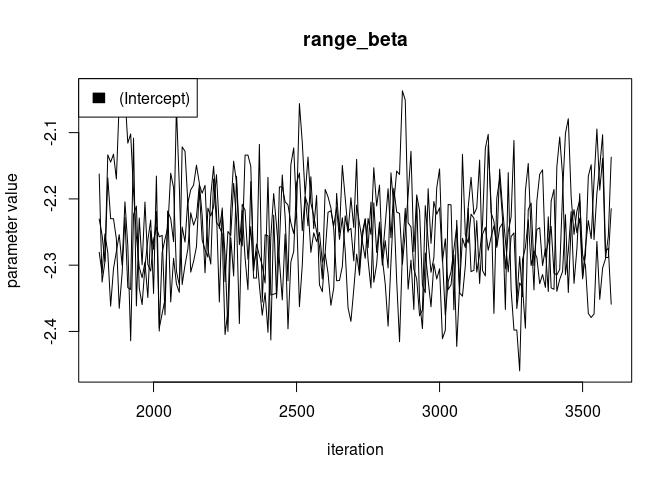 range_beta
(Intercept)
parameter value
-2.1
-2.2
-2.3
-2.4
2000 2500 3000 3500
iteration